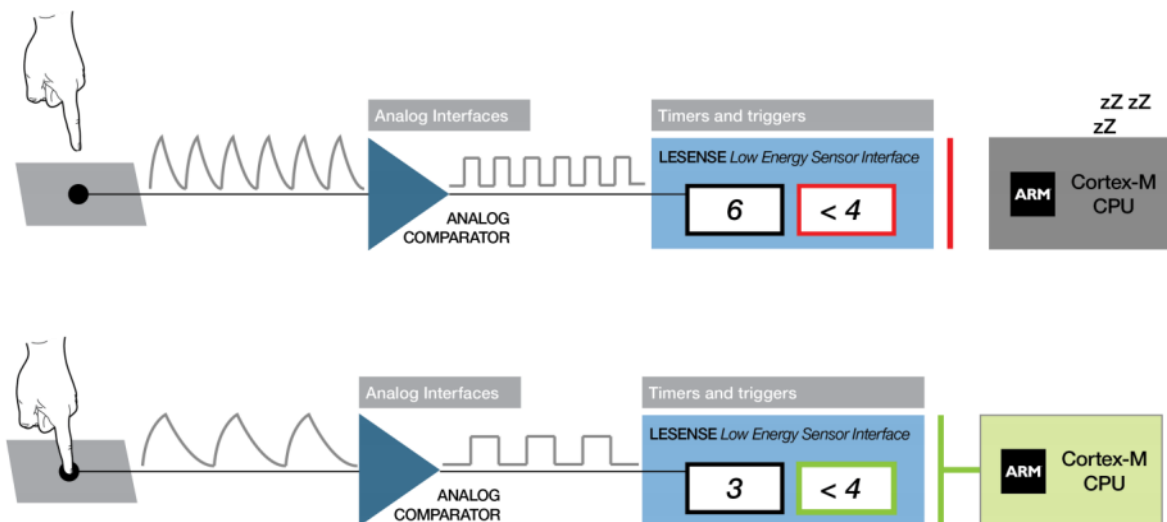 zZ zZ
zZ
Analog Interfaces
Timers and triggers
LESENSE Low Energy Sensor Interface
6
< 4
ARM
Cortex-M
CPU
ANALOG
COMPARATOR
Analog Interfaces
Timers and triggers
LESENSE Low Energy Sensor Interface
3
< 4
ARM
Cortex-M
CPU
ANALOG
COMPARATOR